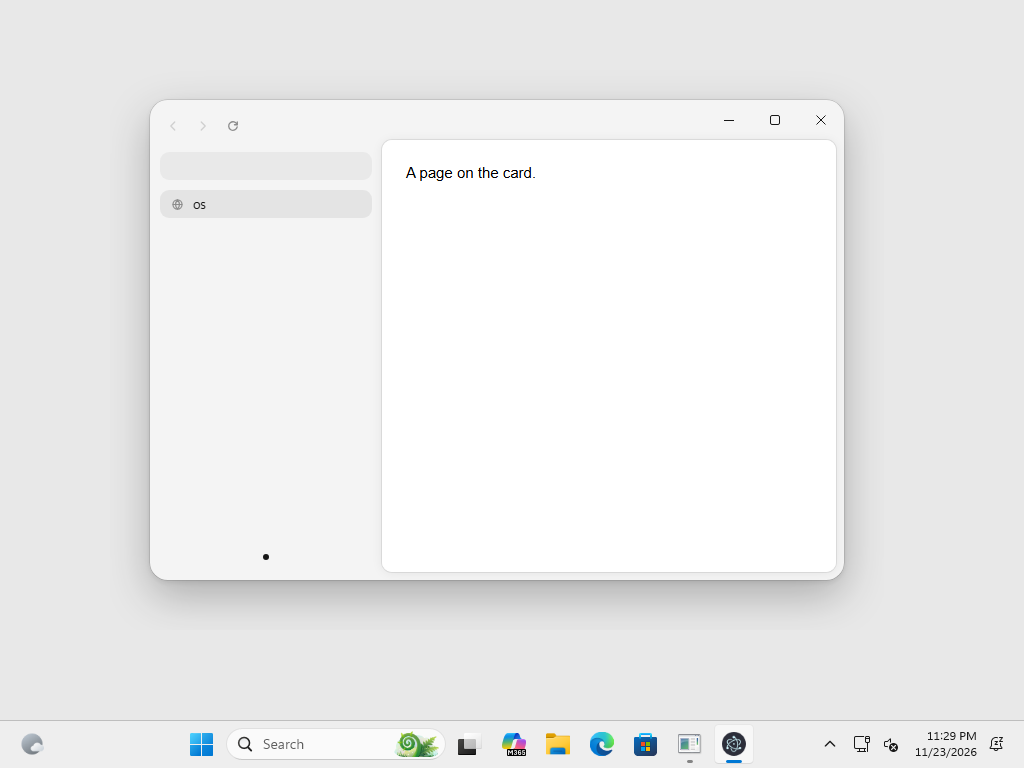 os
A page on the card.
Search
M365
11:29 PM
11/23/2026